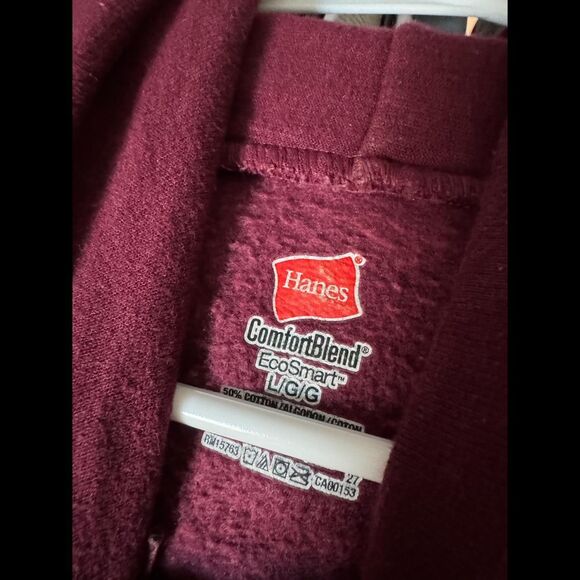 Hanes®
ComfortBlend®
EcoSmart™
L/G/G
50% COTTON/ALGODON/COTON
27
RN15763 CA00153